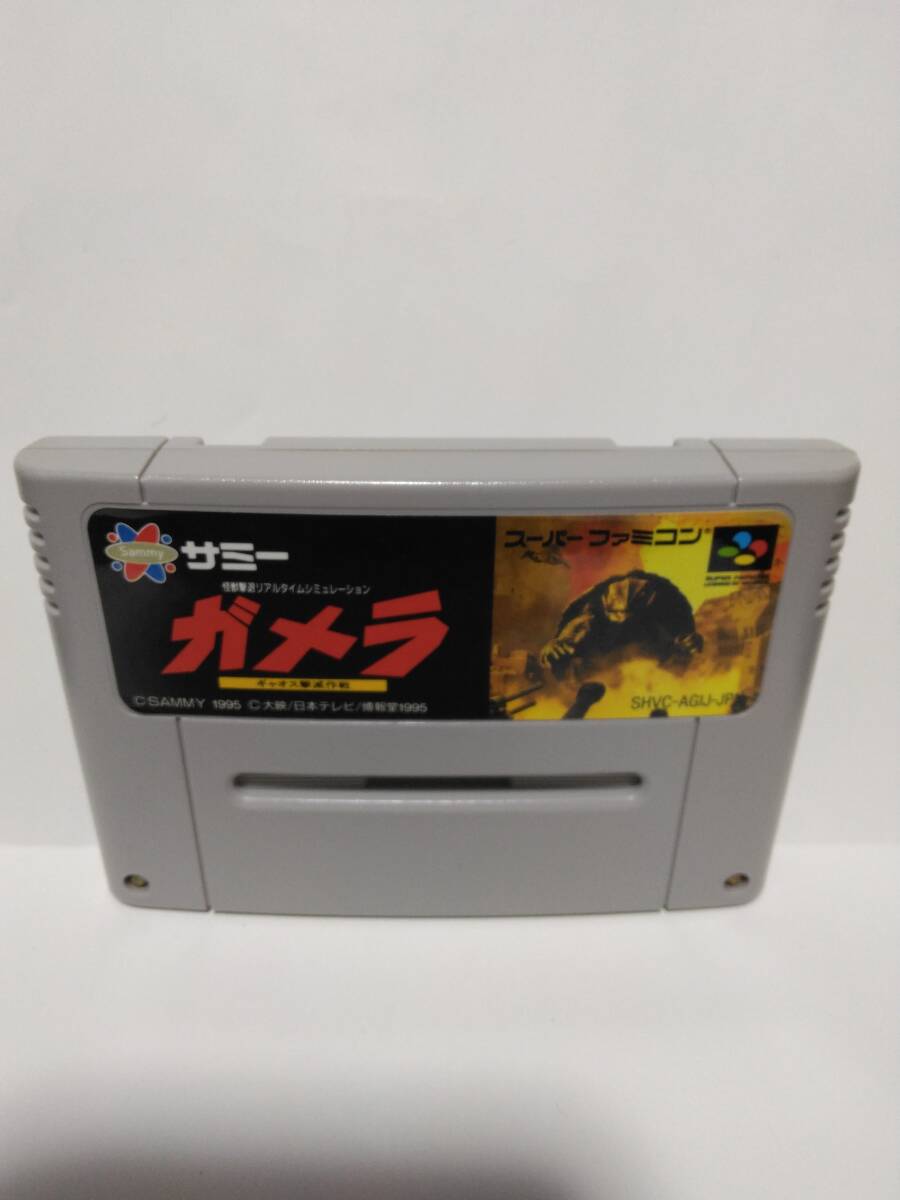 Sammy
サミー
怪獣撃退リアルタイムシミュレーション
ガメラ
ギャオス撃滅作戦
©SAMMY 1995 ©大映/日本テレビ/博報堂1995
スーパーファミコン®
SUPER FAMICOM
SHVC-AGIJ-JPN